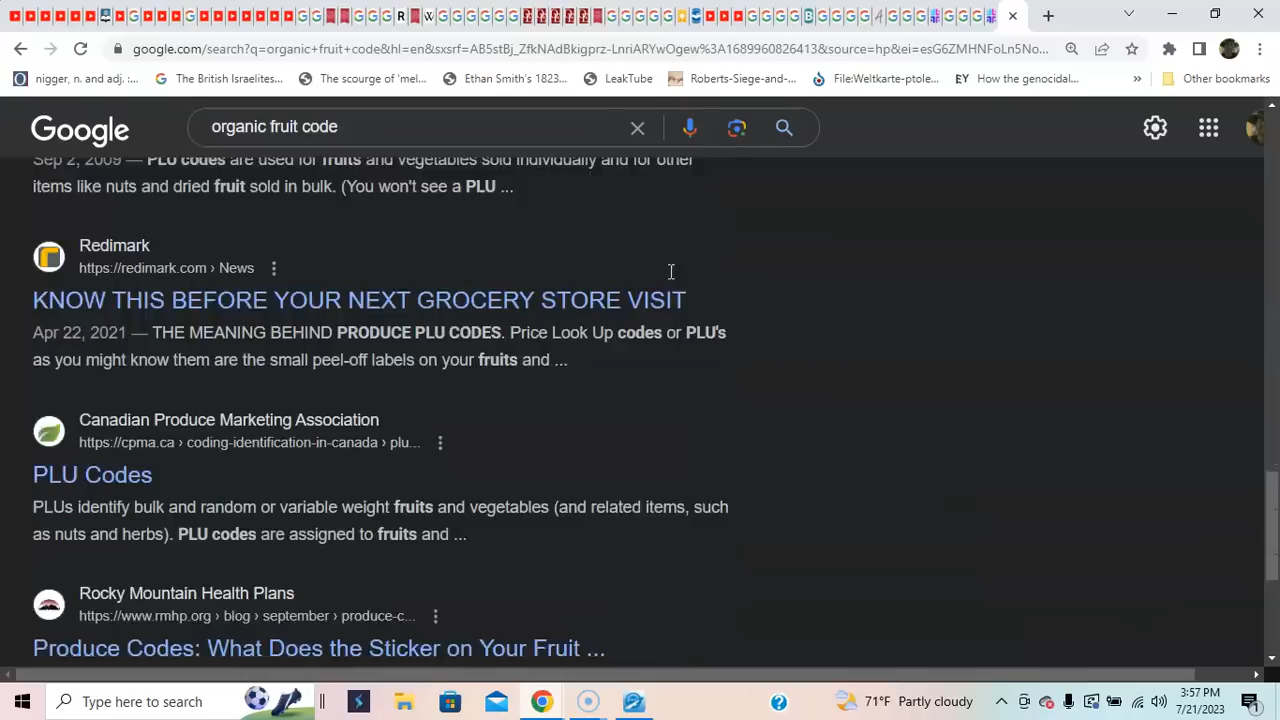 google.com/search?q=organic+fruit+code&hl=en&sxsrf=AB5stBj_ZfkNAdBkigprz-LnriARYwOgew%3A1689960826413&source=hp&ei=esG6ZMHNFoLn5No...
nigger, n. and adj. :... The British Israelites... The scourge of 'mel... Ethan Smith's 1823... LeakTube Roberts-Siege-and-... File:Weltkarte-ptole... EY How the genocidal... » Other bookmarks
Google organic fruit code
Sep 2, 2009 — PLU codes are used for fruits and vegetables sold individually and for other
items like nuts and dried fruit sold in bulk. (You won't see a PLU ...
Redimark
https://redimark.com › News
KNOW THIS BEFORE YOUR NEXT GROCERY STORE VISIT
Apr 22, 2021 — THE MEANING BEHIND PRODUCE PLU CODES. Price Look Up codes or PLU's
as you might know them are the small peel-off labels on your fruits and ...
Canadian Produce Marketing Association
https://cpma.ca › coding-identification-in-canada › plu...
PLU Codes
PLUs identify bulk and random or variable weight fruits and vegetables (and related items, such
as nuts and herbs). PLU codes are assigned to fruits and ...
Rocky Mountain Health Plans
https://www.rmhp.org › blog › september › produce-c...
Produce Codes: What Does the Sticker on Your Fruit ...
Type here to search
71°F Partly cloudy
3:57 PM
7/21/2023